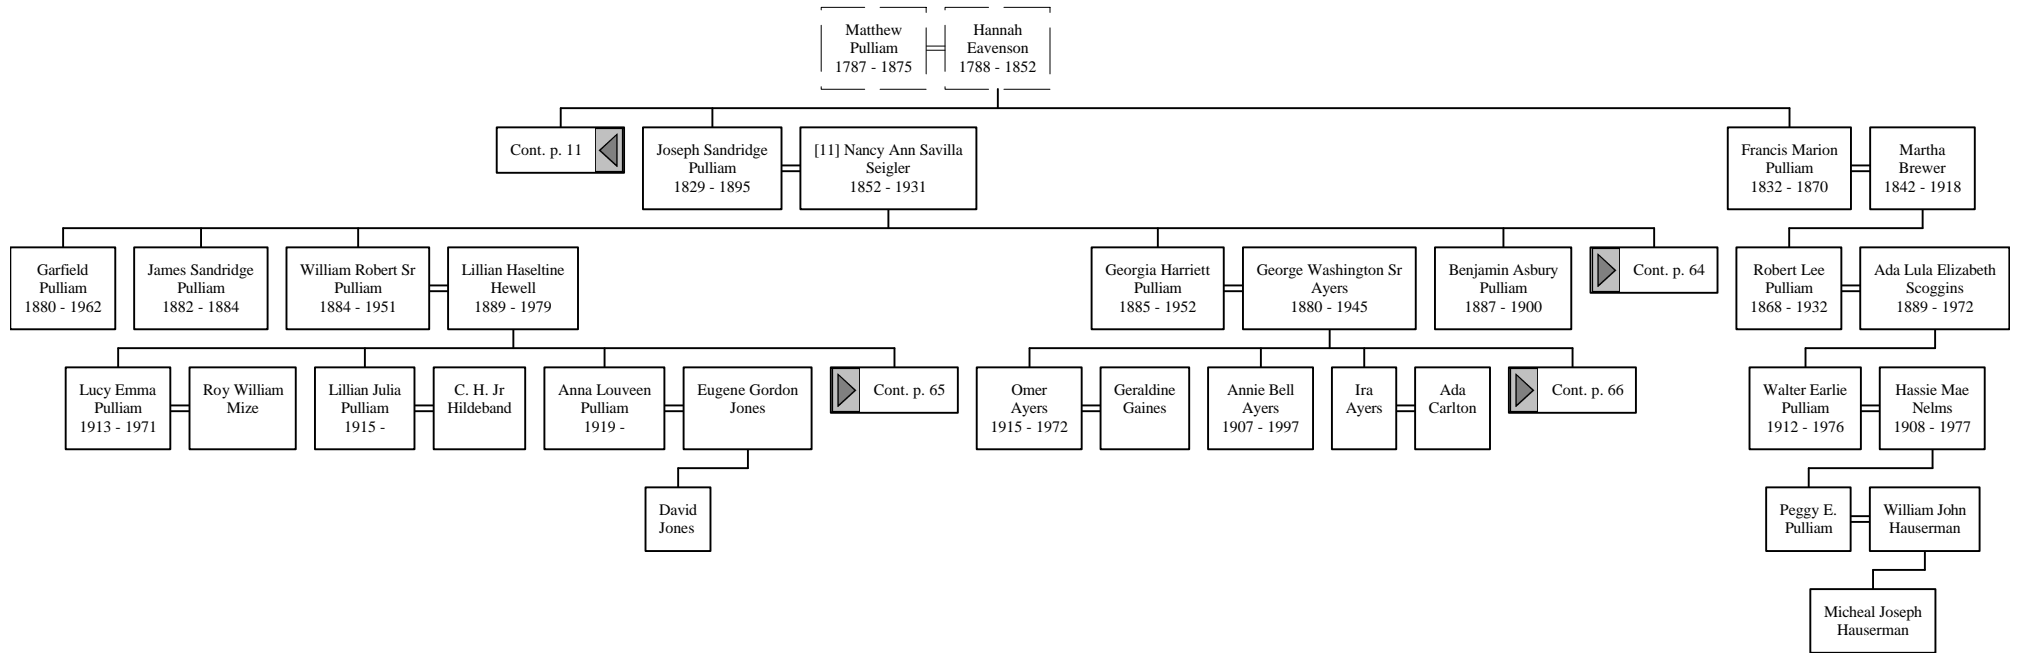 Matthew
Pulliam
1787 - 1875
Hannah
Eavenson
1788 - 1852
Cont. p. 11
Joseph Sandridge
Pulliam
1829 - 1895
[11] Nancy Ann Savilla
Seigler
1852 - 1931
Francis Marion
Pulliam
1832 - 1870
Martha
Brewer
1842 - 1918
Garfield
Pulliam
1880 - 1962
James Sandridge
Pulliam
1882 - 1884
William Robert Sr
Pulliam
1884 - 1951
Lillian Haseltine
Hewell
1889 - 1979
Georgia Harriett
Pulliam
1885 - 1952
George Washington Sr
Ayers
1880 - 1945
Benjamin Asbury
Pulliam
1887 - 1900
Cont. p. 64
Robert Lee
Pulliam
1868 - 1932
Ada Lula Elizabeth
Scoggins
1889 - 1972
Lucy Emma
Pulliam
1913 - 1971
Roy William
Mize
Lillian Julia
Pulliam
1915 -
C. H. Jr
Hildeband
Anna Louveen
Pulliam
1919 -
Eugene Gordon
Jones
Cont. p. 65
Omer
Ayers
1915 - 1972
Geraldine
Gaines
Annie Bell
Ayers
1907 - 1997
Ira
Ayers
Ada
Carlton
Cont. p. 66
Walter Earlie
Pulliam
1912 - 1976
Hassie Mae
Nelms
1908 - 1977
David
Jones
Peggy E.
Pulliam
William John
Hauserman
Micheal Joseph
Hauserman